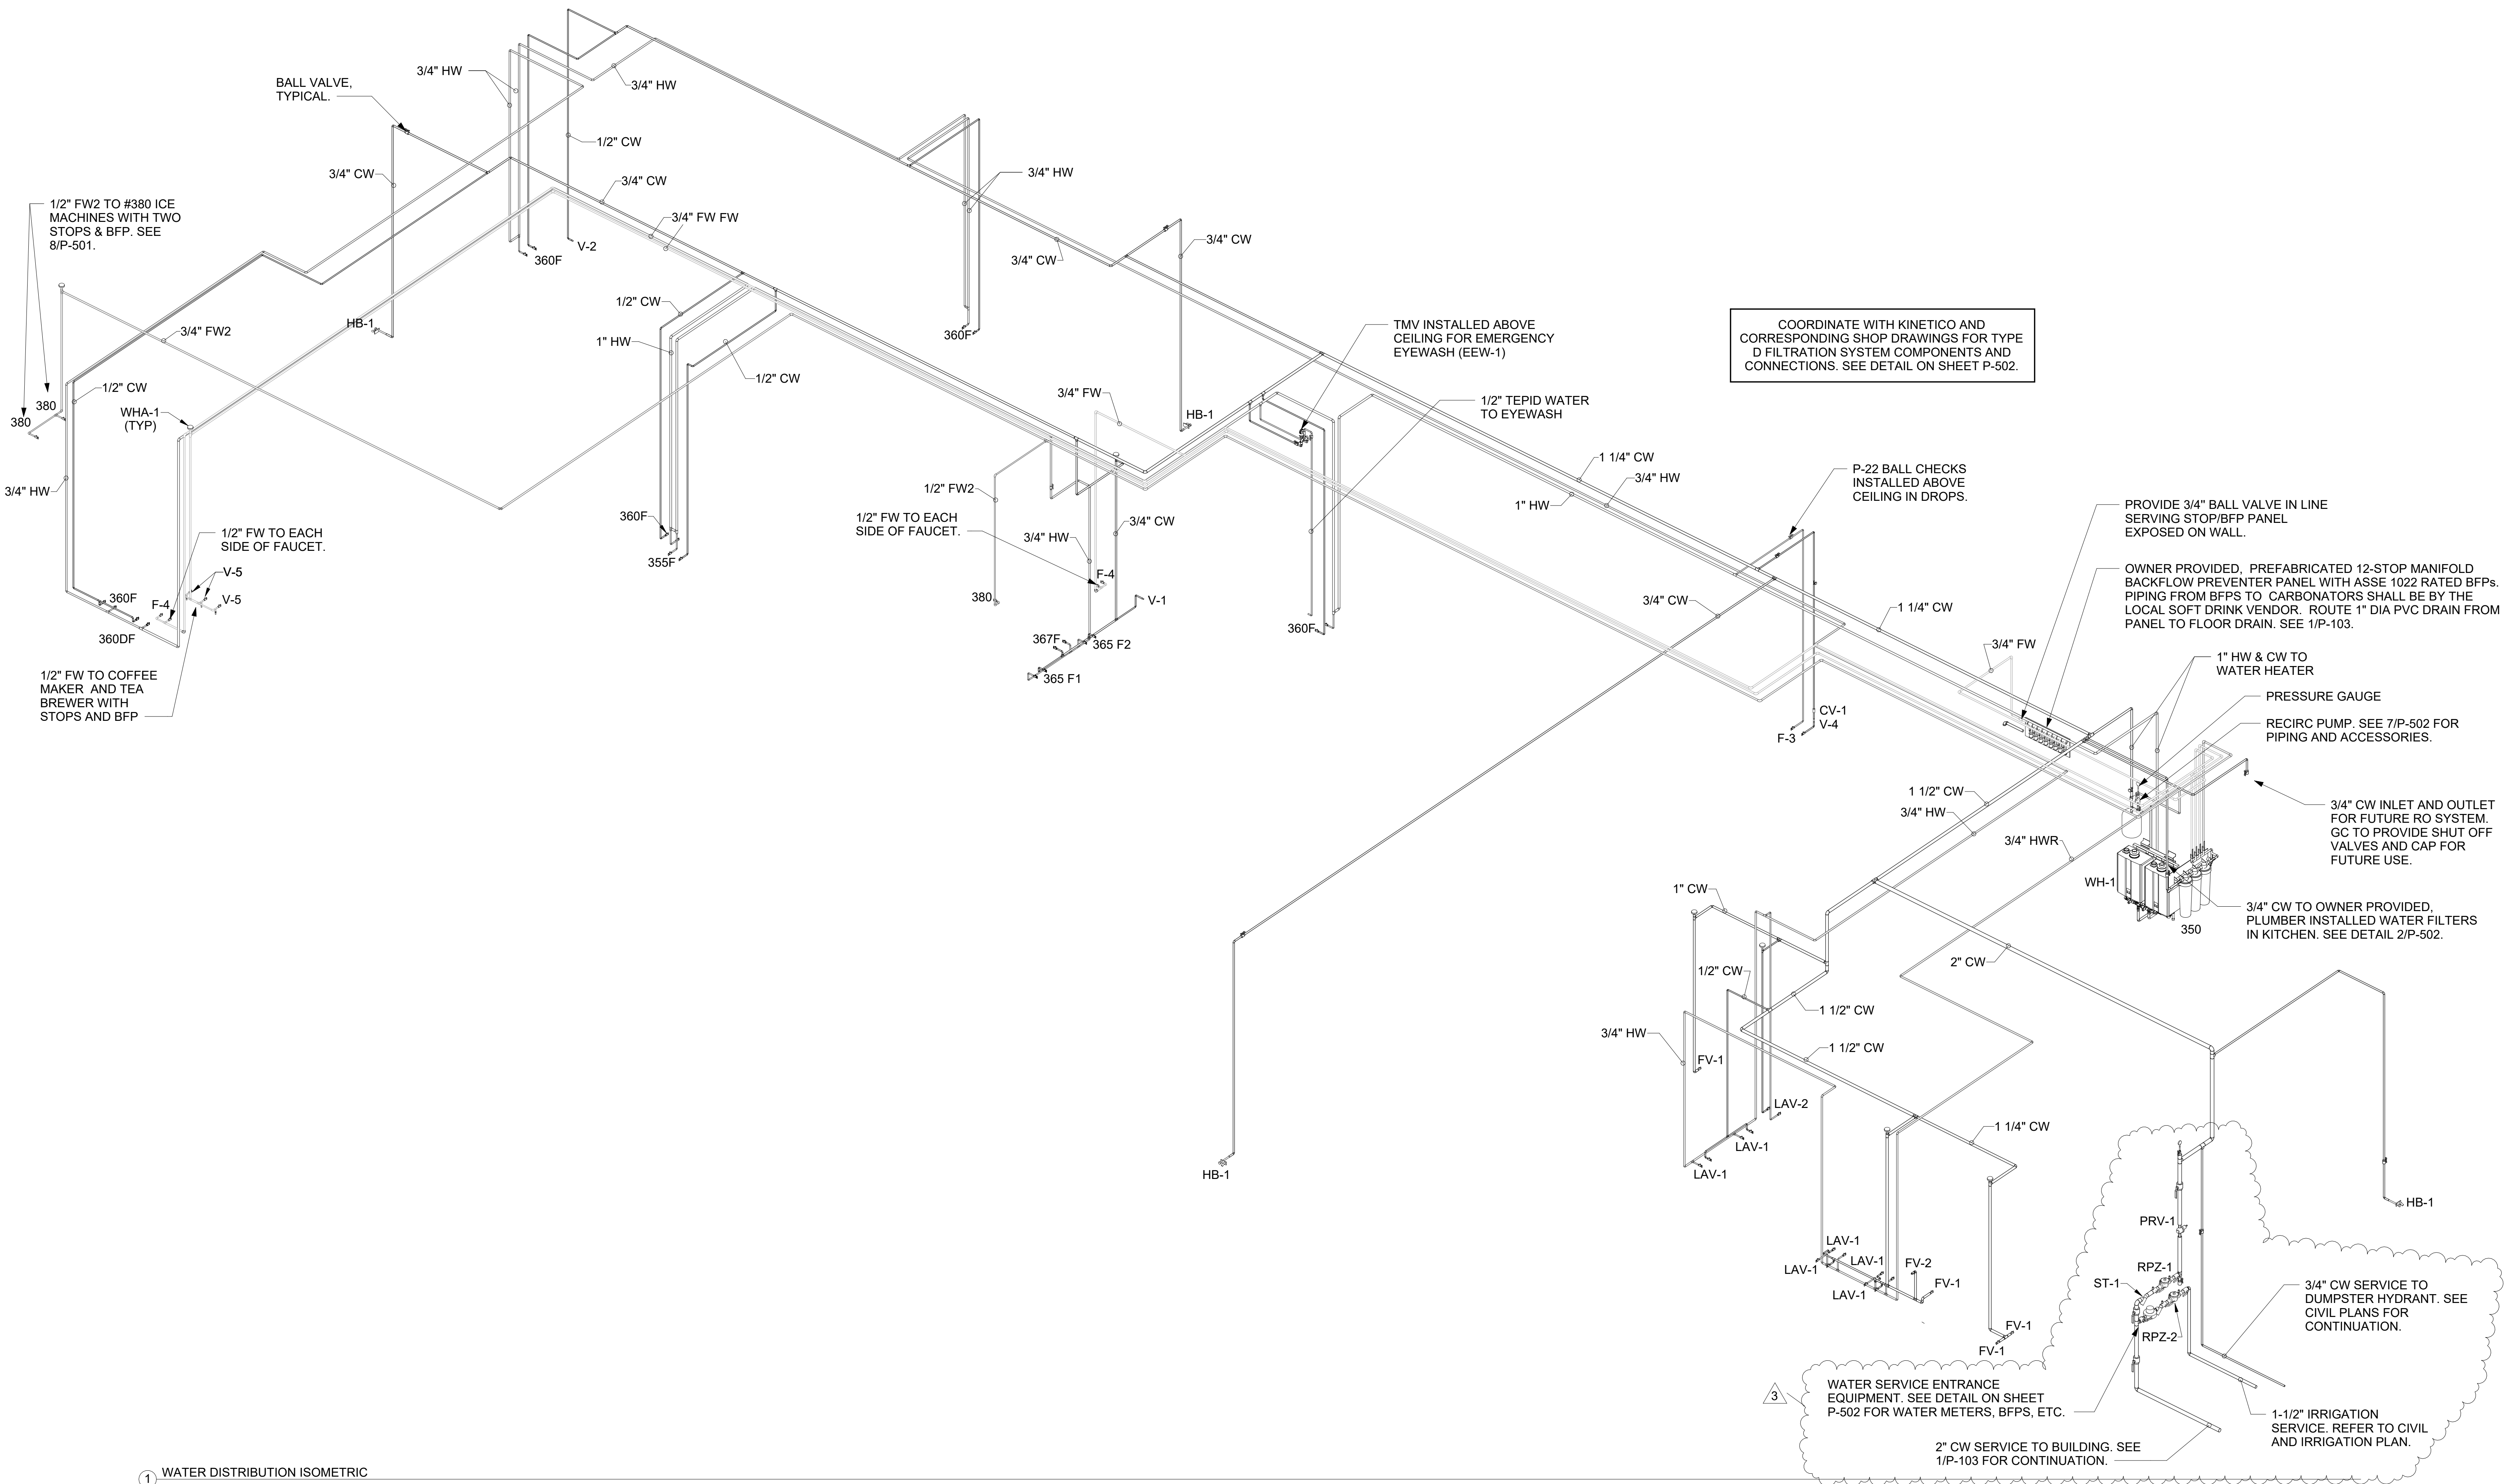 3/4" HW
3/4" HW
BALL VALVE,
TYPICAL.
1/2" CW
3/4" CW
3/4" CW
3/4" HW
1/2" FW2 TO #380 ICE
MACHINES WITH TWO
STOPS & BFP. SEE
8/P-501.
3/4" FW FW
V-2
360F
3/4" CW
3/4" CW
1/2" CW
3/4" FW2
HB-1
1" HW
360F
TMV INSTALLED ABOVE
CEILING FOR EMERGENCY
EYEWASH (EEW-1)
COORDINATE WITH KINETICO AND
CORRESPONDING SHOP DRAWINGS FOR TYPE
D FILTRATION SYSTEM COMPONENTS AND
CONNECTIONS. SEE DETAIL ON SHEET P-502.
1/2" CW
1/2" CW
380
380
WHA-1
(TYP)
3/4" FW
HB-1
1/2" TEPID WATER
TO EYEWASH
3/4" HW
1 1/4" CW
3/4" HW
1" HW
P-22 BALL CHECKS
INSTALLED ABOVE
CEILING IN DROPS.
1/2" FW2
360F
355F
1/2" FW TO EACH
SIDE OF FAUCET.
3/4" HW
3/4" CW
PROVIDE 3/4" BALL VALVE IN LINE
SERVING STOP/BFP PANEL
EXPOSED ON WALL.
1/2" FW TO EACH
SIDE OF FAUCET.
V-5
V-5
360F
F-4
360DF
F-4
380
V-1
360F
367F
365 F2
365 F1
OWNER PROVIDED, PREFABRICATED 12-STOP MANIFOLD
BACKFLOW PREVENTER PANEL WITH ASSE 1022 RATED BFPs.
PIPING FROM BFPS TO CARBONATORS SHALL BE BY THE
LOCAL SOFT DRINK VENDOR. ROUTE 1" DIA PVC DRAIN FROM
PANEL TO FLOOR DRAIN. SEE 1/P-103.
3/4" CW
1 1/4" CW
3/4" FW
1" HW & CW TO
WATER HEATER
1/2" FW TO COFFEE
MAKER AND TEA
BREWER WITH
STOPS AND BFP
PRESSURE GAUGE
RECIRC PUMP. SEE 7/P-502 FOR
PIPING AND ACCESSORIES.
CV-1
V-4
F-3
1 1/2" CW
3/4" HW
3/4" HWR
3/4" CW INLET AND OUTLET
FOR FUTURE RO SYSTEM.
GC TO PROVIDE SHUT OFF
VALVES AND CAP FOR
FUTURE USE.
WH-1
1" CW
3/4" CW TO OWNER PROVIDED,
PLUMBER INSTALLED WATER FILTERS
IN KITCHEN. SEE DETAIL 2/P-502.
350
2" CW
1/2" CW
1 1/2" CW
3/4" HW
1 1/2" CW
FV-1
LAV-2
1 1/4" CW
LAV-1
LAV-1
HB-1
HB-1
PRV-1
LAV-1
LAV-1
LAV-1
LAV-1
FV-2
FV-1
RPZ-1
ST-1
RPZ-2
3/4" CW SERVICE TO
DUMPSTER HYDRANT. SEE
CIVIL PLANS FOR
CONTINUATION.
FV-1
FV-1
3
WATER SERVICE ENTRANCE
EQUIPMENT. SEE DETAIL ON SHEET
P-502 FOR WATER METERS, BFPS, ETC.
1-1/2" IRRIGATION
SERVICE. REFER TO CIVIL
AND IRRIGATION PLAN.
2" CW SERVICE TO BUILDING. SEE
1/P-103 FOR CONTINUATION.
1 WATER DISTRIBUTION ISOMETRIC